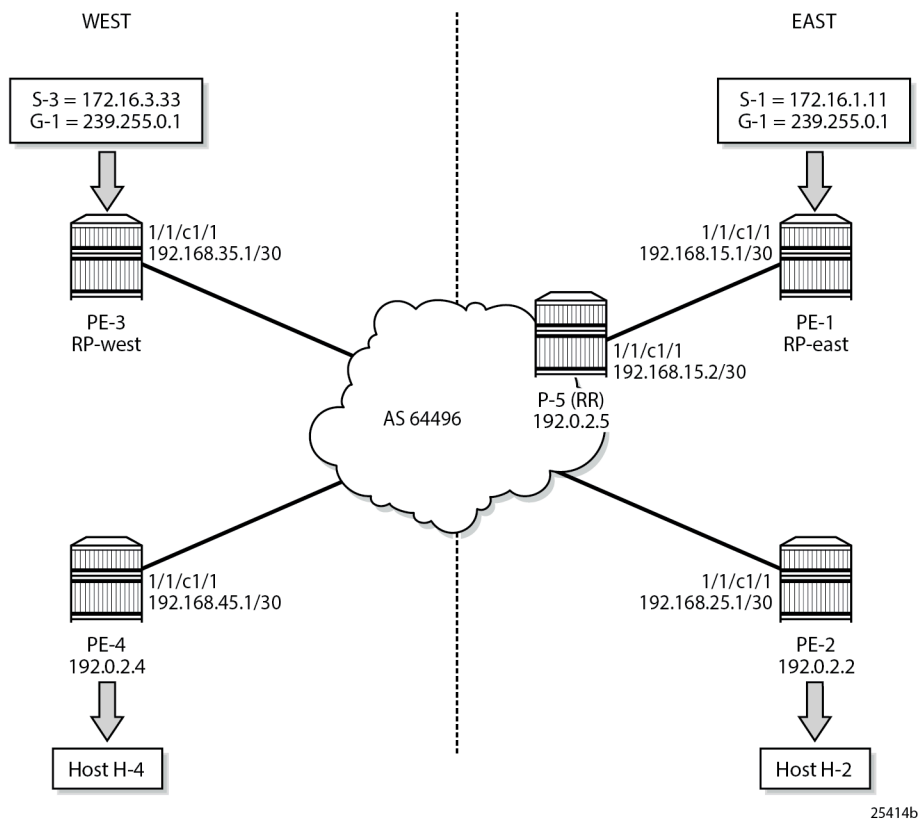 WEST
EAST
S-3 = 172.16.3.33
G-1 = 239.255.0.1
S-1 = 172.16.1.11
G-1 = 239.255.0.1
1/1/c1/1
192.168.35.1/30
1/1/c1/1
192.168.15.1/30
PE-3
RP-west
PE-1
RP-east
1/1/c1/1
192.168.15.2/30
P-5 (RR)
192.0.2.5
AS 64496
1/1/c1/1
192.168.45.1/30
1/1/c1/1
192.168.25.1/30
PE-4
192.0.2.4
PE-2
192.0.2.2
Host H-4
Host H-2
25414b